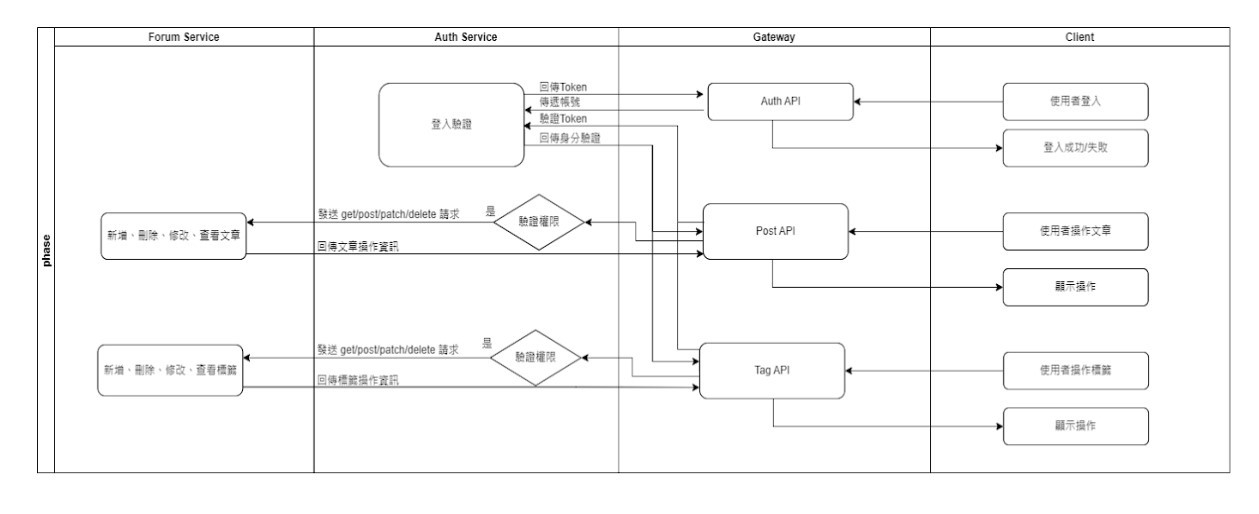 Forum Service
Auth Service
Gateway
Client
phase
回傳Token
傳遞帳號
驗證Token
回傳身分驗證
登入驗證
Auth API
使用者登入
登入成功/失敗
發送 get/post/patch/delete 請求
是
驗證權限
新增、刪除、修改、查看文章
回傳文章操作資訊
Post API
使用者操作文章
顯示操作
發送 get/post/patch/delete 請求
是
驗證權限
新增、刪除、修改、查看標籤
回傳標籤操作資訊
Tag API
使用者操作標籤
顯示操作